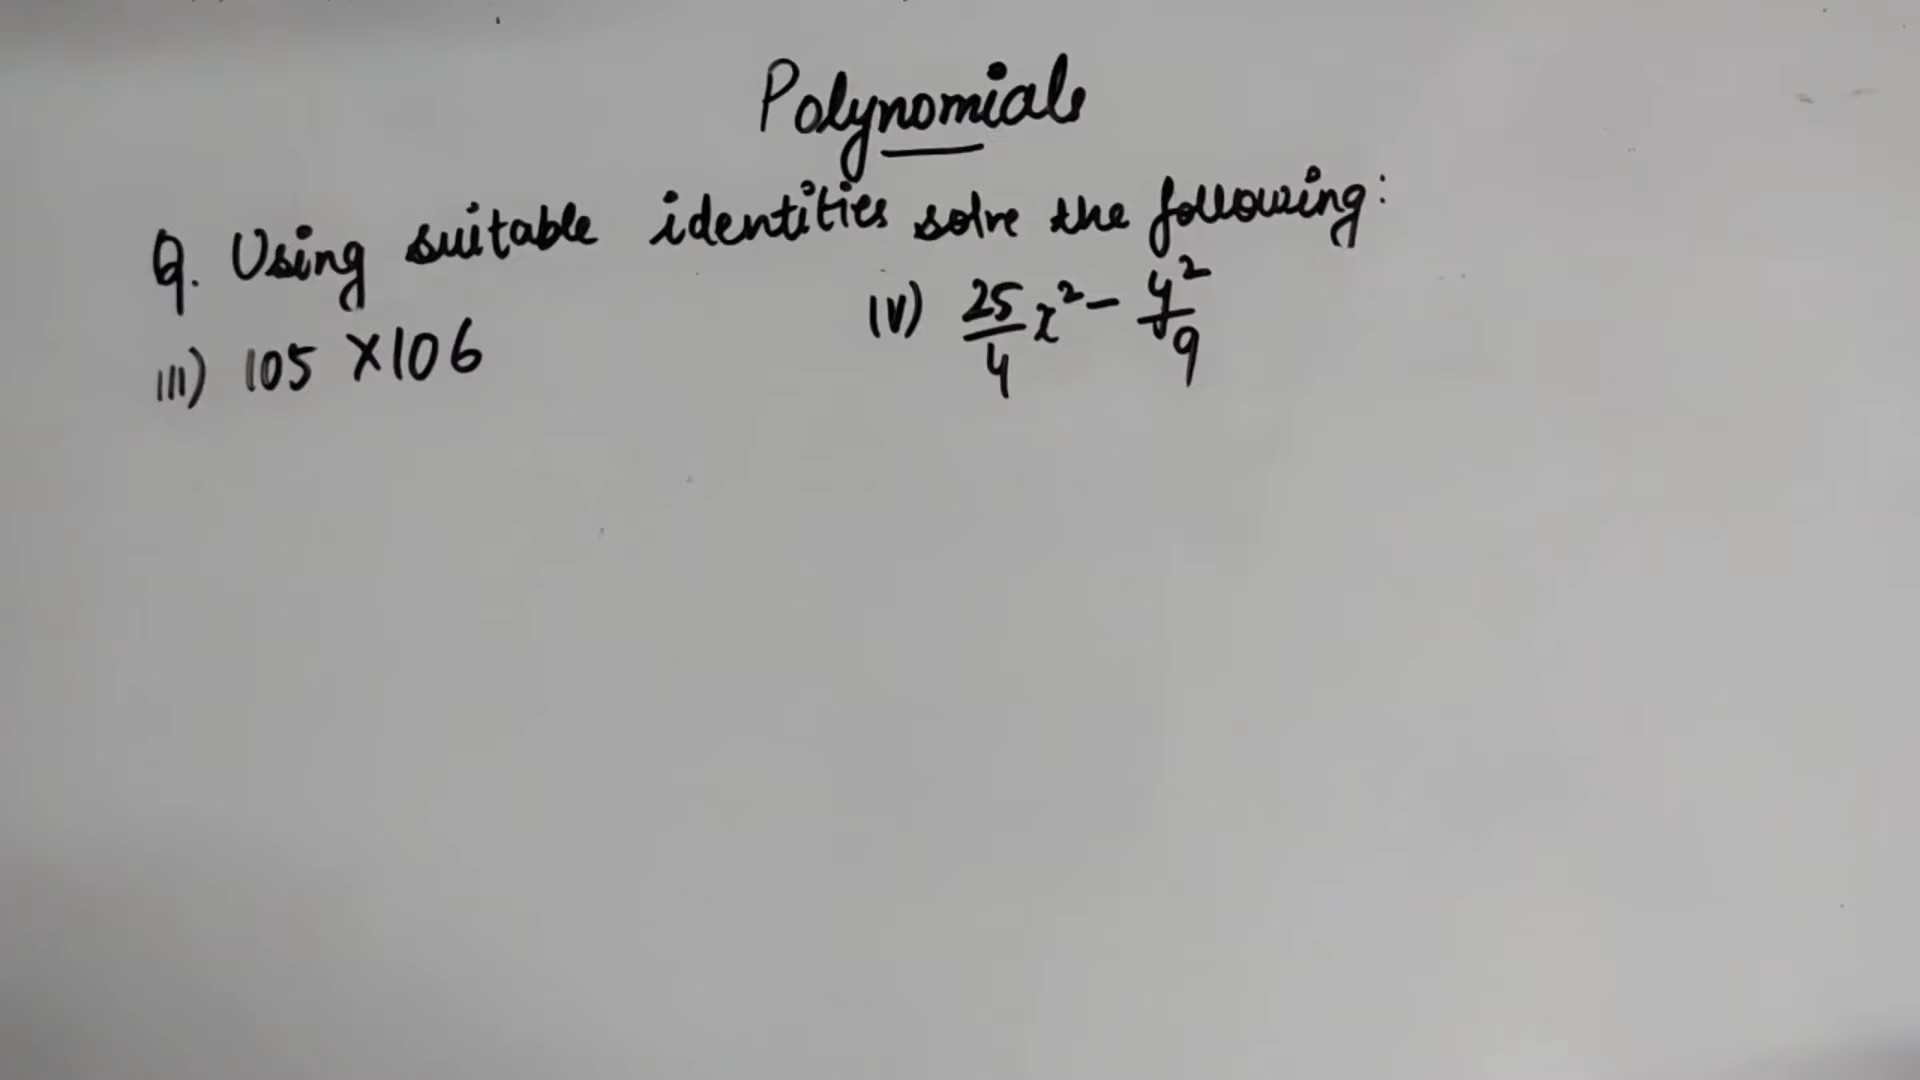 Polynomials
Q. Using suitable identities solve the following:
III) 105 × 106
IV) 25/4 x² - y²/9